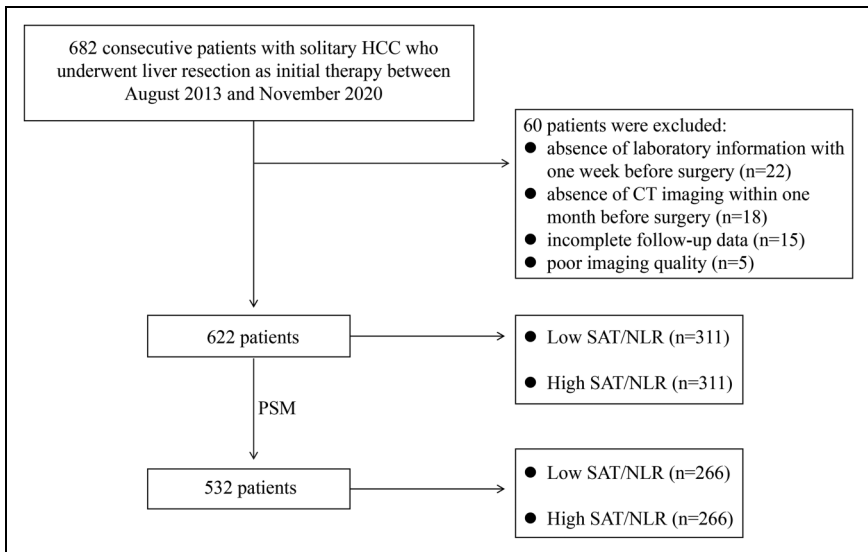 682 consecutive patients with solitary HCC who
underwent liver resection as initial therapy between
August 2013 and November 2020
60 patients were excluded:
● absence of laboratory information with
one week before surgery (n=22)
● absence of CT imaging within one
month before surgery (n=18)
● incomplete follow-up data (n=15)
● poor imaging quality (n=5)
622 patients
● Low SAT/NLR (n=311)
● High SAT/NLR (n=311)
PSM
532 patients
● Low SAT/NLR (n=266)
● High SAT/NLR (n=266)